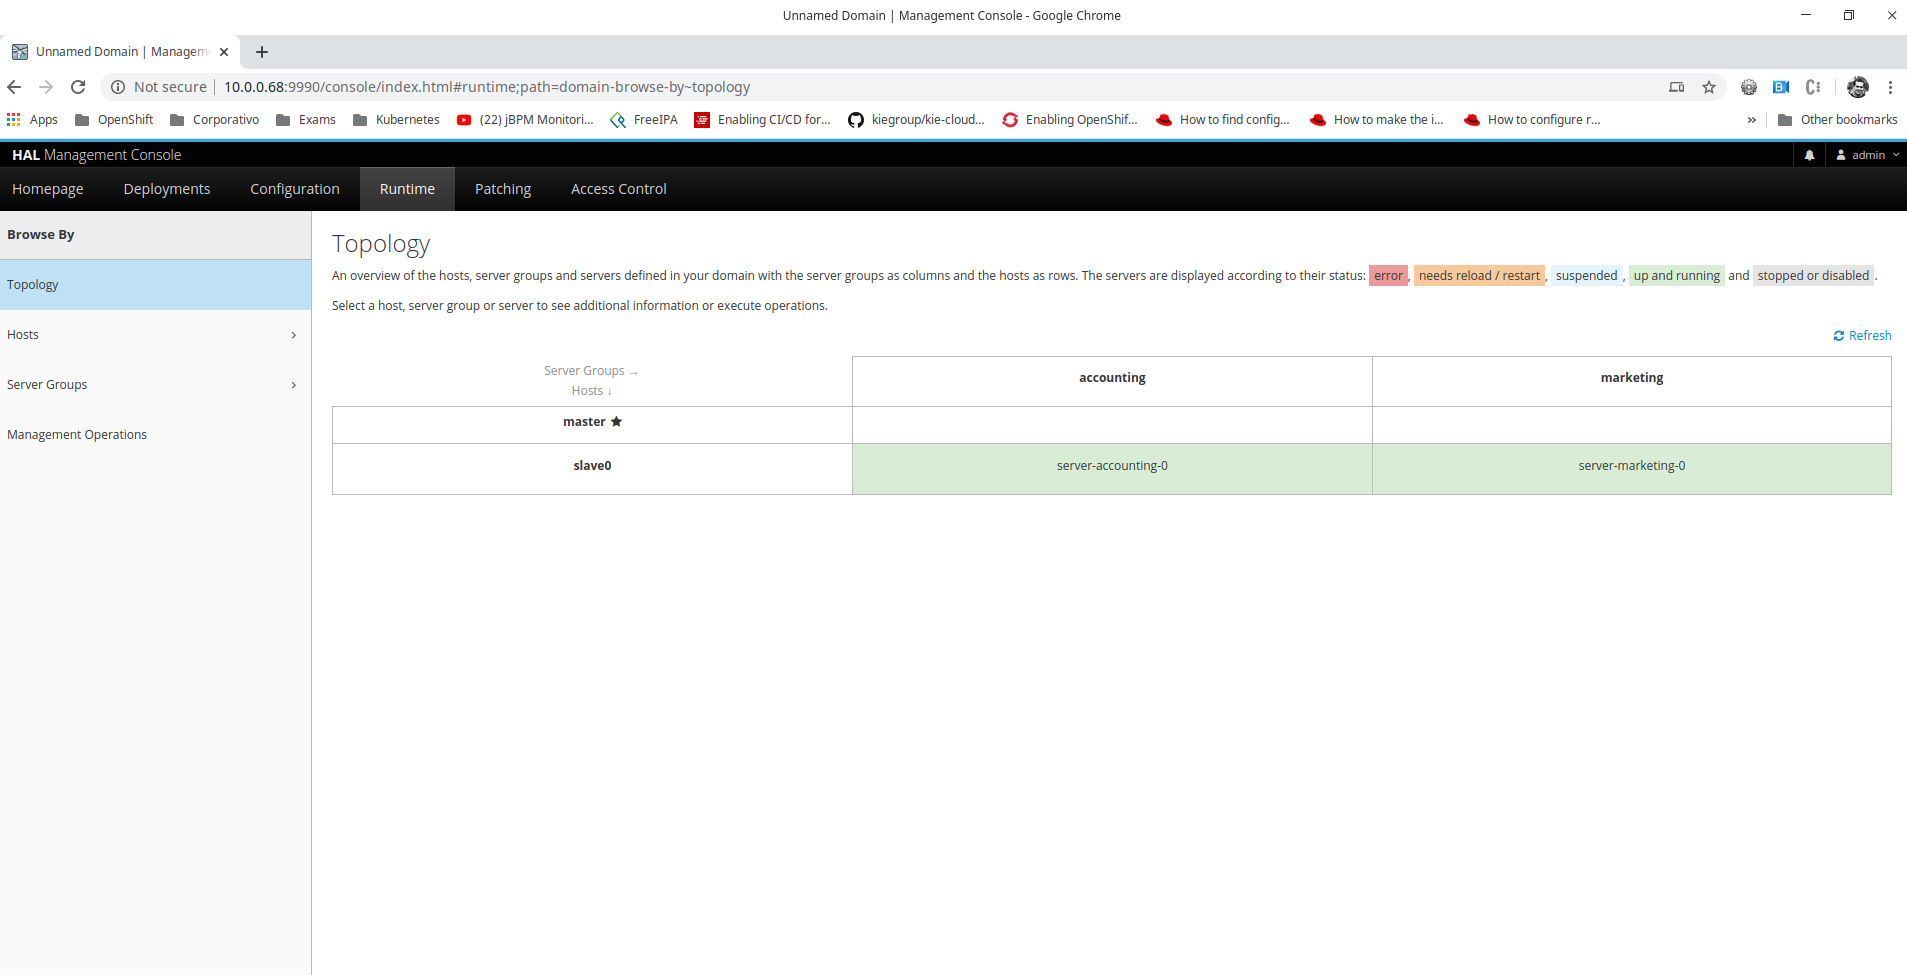 Unnamed Domain | Management Console - Google Chrome
Unnamed Domain | Managem
Not secure | 10.0.0.68:9990/console/index.html#runtime;path=domain-browse-by~topology
Apps OpenShift Corporativo Exams Kubernetes (22) jBPM Monitori... FreeIPA Enabling CI/CD for... kiegroup/kie-cloud... Enabling OpenShif... How to find config... How to make the i... How to configure r... » Other bookmarks
HAL Management Console admin
Homepage Deployments Configuration Runtime Patching Access Control
Browse By
Topology
Hosts
Server Groups
Management Operations
Topology
An overview of the hosts, server groups and servers defined in your domain with the server groups as columns and the hosts as rows. The servers are displayed according to their status: error, needs reload / restart, suspended, up and running and stopped or disabled.
Select a host, server group or server to see additional information or execute operations.
Refresh
Server Groups → accounting marketing
Hosts ↓
master ★
slave0 server-accounting-0 server-marketing-0